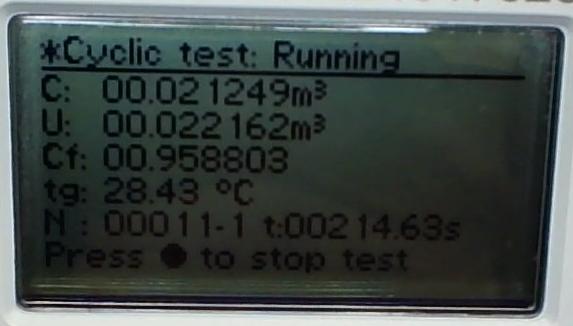 *Cyclic test: Running
C: 00.021249m³
U: 00.022162m³
Cf: 00.958803
tg: 28.43 °C
N : 00011-1 t:00214.63s
Press ● to stop test